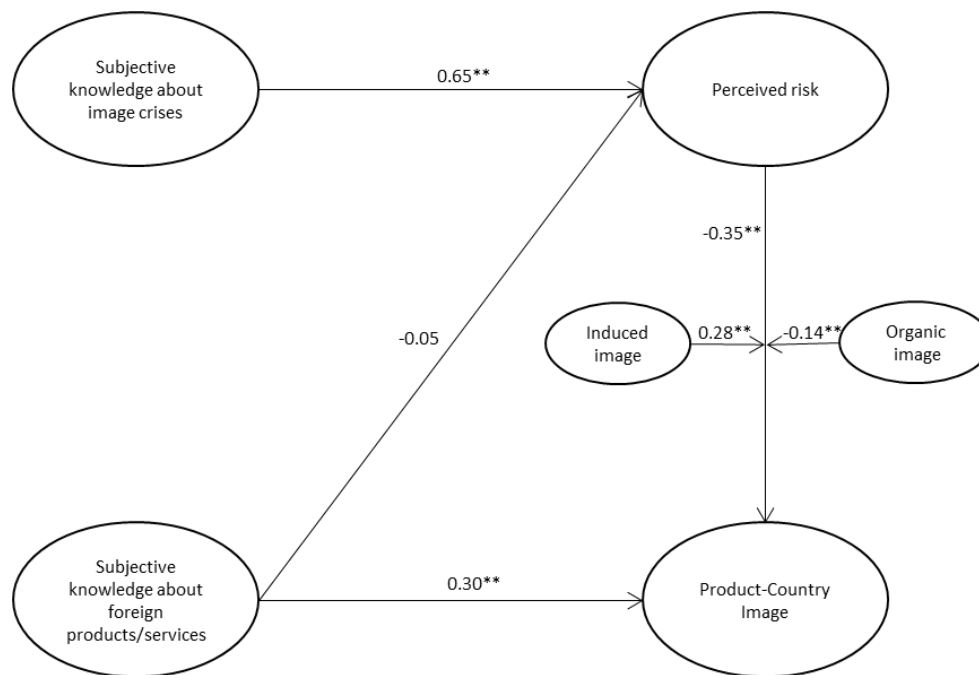 Subjective
knowledge about
image crises
0.65**
Perceived risk
-0.35**
Induced
image
0.28**
-0.14**
Organic
image
-0.05
Subjective
knowledge about
foreign
products/services
0.30**
Product-Country
Image